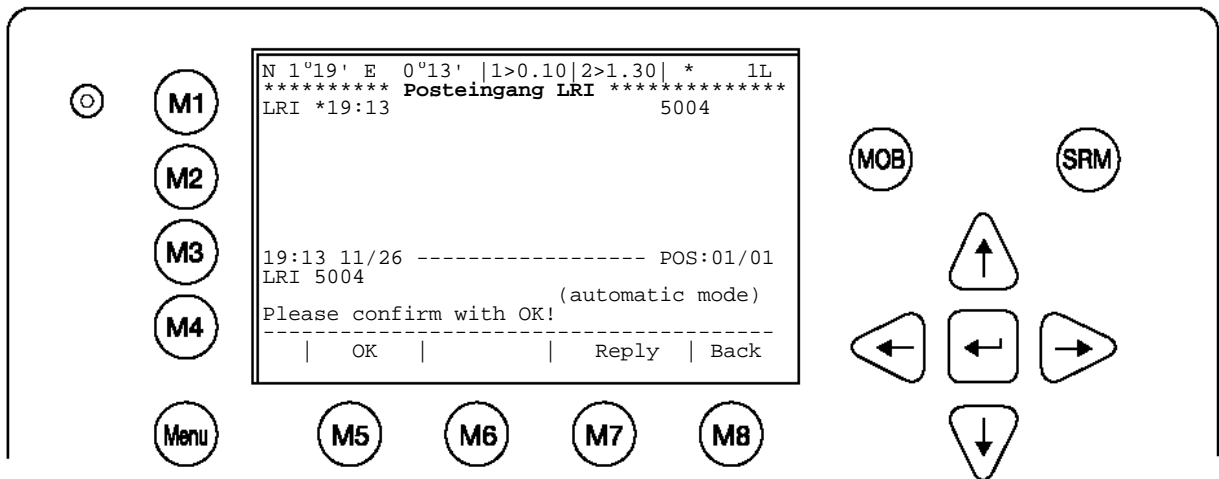 N 1°19' E 0°13' |1>0.10|2>1.30| * 1L
********** Posteingang LRI **************
LRI *19:13 5004
19:13 11/26 ------------------ POS:01/01
LRI 5004
(automatic mode)
Please confirm with OK!
----------------------------------------
| OK | | Reply | Back
M1
M2
M3
M4
Menu
M5
M6
M7
M8
MOB
SRM